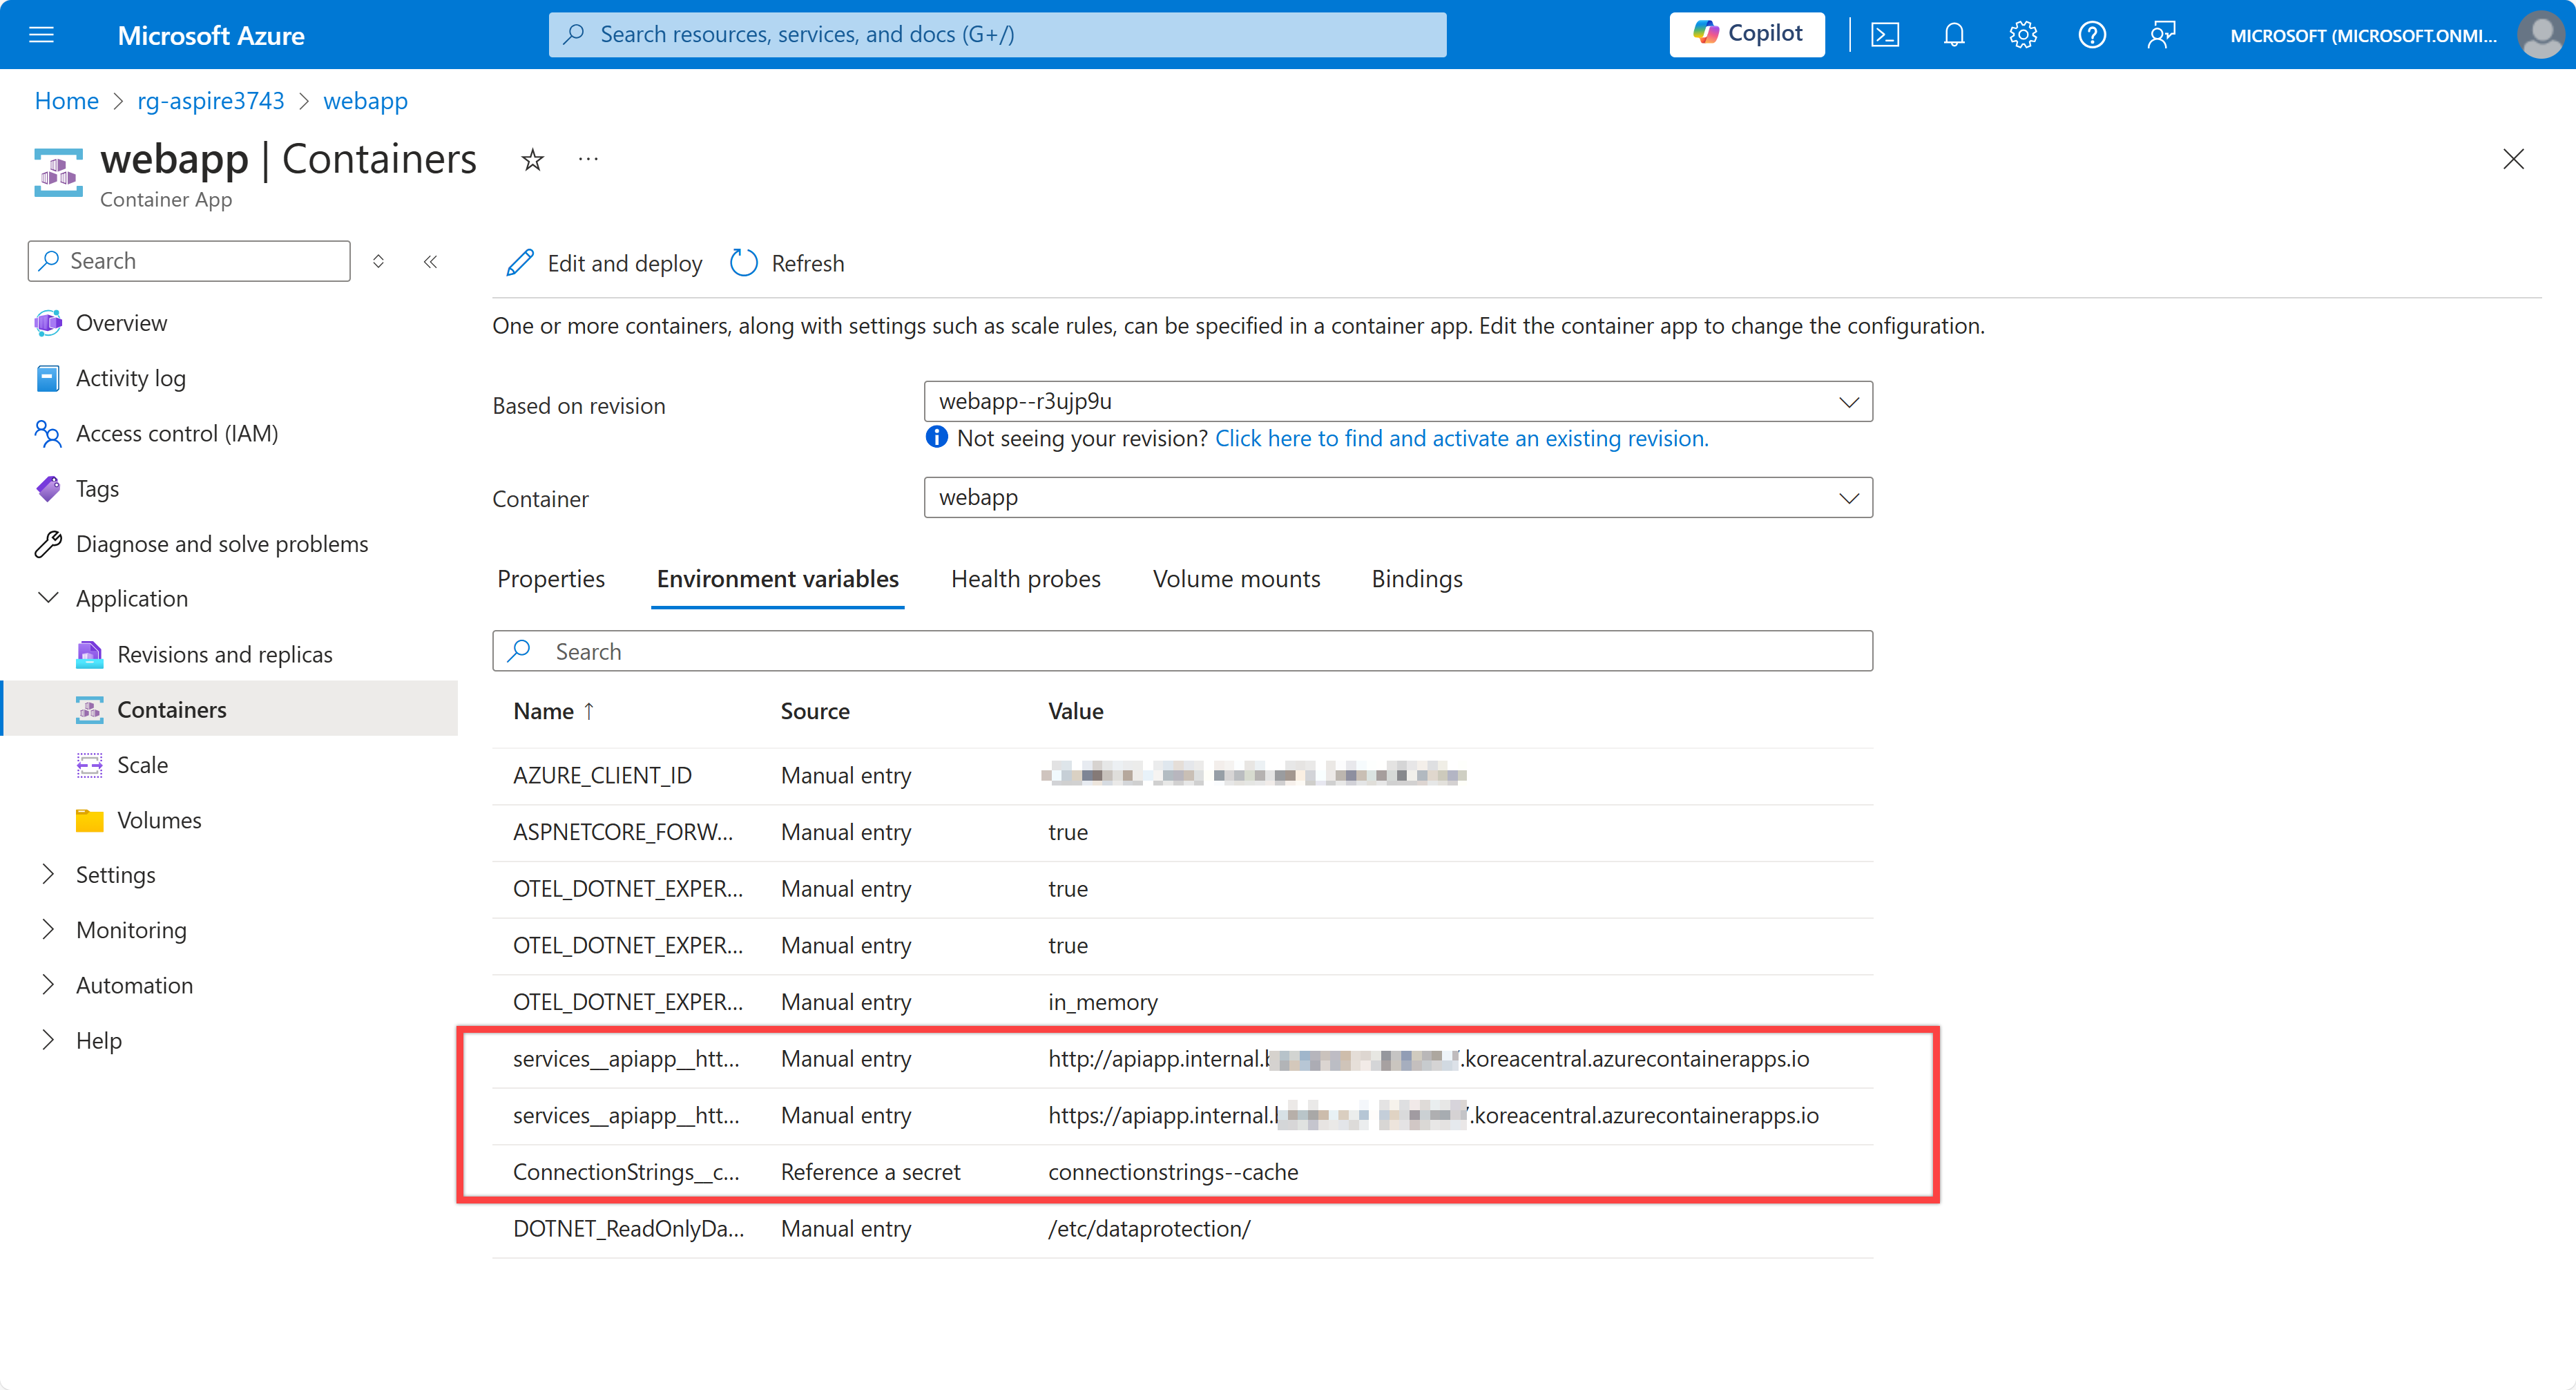 Microsoft Azure
Search resources, services, and docs (G+/)
Copilot
MICROSOFT (MICROSOFT.ONMI...
Home > rg-aspire3743 > webapp
webapp | Containers
Container App
Search
Edit and deploy
Refresh
Overview
Activity log
Access control (IAM)
Tags
Diagnose and solve problems
Application
Revisions and replicas
Containers
Scale
Volumes
Settings
Monitoring
Automation
Help
One or more containers, along with settings such as scale rules, can be specified in a container app. Edit the container app to change the configuration.
Based on revision
webapp--r3ujp9u
Not seeing your revision? Click here to find and activate an existing revision.
Container
webapp
Properties Environment variables Health probes Volume mounts Bindings
Search
Name ↑ Source Value
AZURE_CLIENT_ID Manual entry
ASPNETCORE_FORW... Manual entry true
OTEL_DOTNET_EXPER... Manual entry true
OTEL_DOTNET_EXPER... Manual entry true
OTEL_DOTNET_EXPER... Manual entry in_memory
services__apiapp__htt... Manual entry http://apiapp.internal. .koreacentral.azurecontainerapps.io
services__apiapp__htt... Manual entry https://apiapp.internal. .koreacentral.azurecontainerapps.io
ConnectionStrings__c... Reference a secret connectionstrings--cache
DOTNET_ReadOnlyDa... Manual entry /etc/dataprotection/